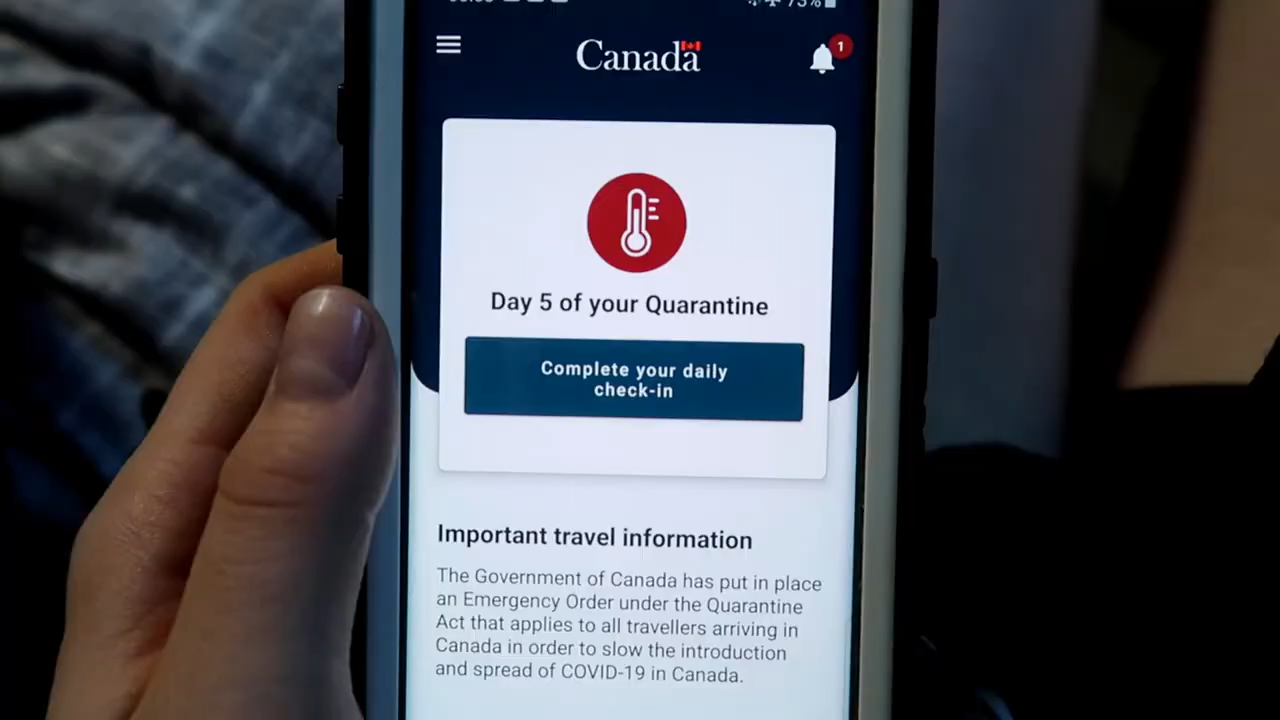 73%
Canada
1
Day 5 of your Quarantine
Complete your daily
check-in
Important travel information
The Government of Canada has put in place
an Emergency Order under the Quarantine
Act that applies to all travellers arriving in
Canada in order to slow the introduction
and spread of COVID-19 in Canada.